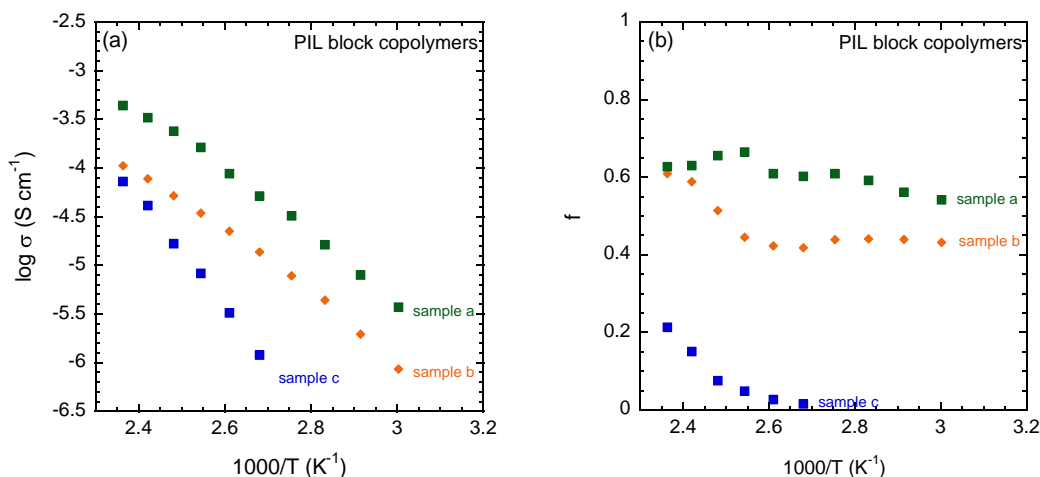 (a)
PIL block copolymers
-2.5
-3
-3.5
-4
-4.5
-5
-5.5
-6
-6.5
log σ (S cm⁻¹)
sample a
sample b
sample c
2.4 2.6 2.8 3 3.2
1000/T (K⁻¹)
(b)
PIL block copolymers
1
0.8
0.6
0.4
0.2
0
f
sample a
sample b
sample c
2.4 2.6 2.8 3 3.2
1000/T (K⁻¹)